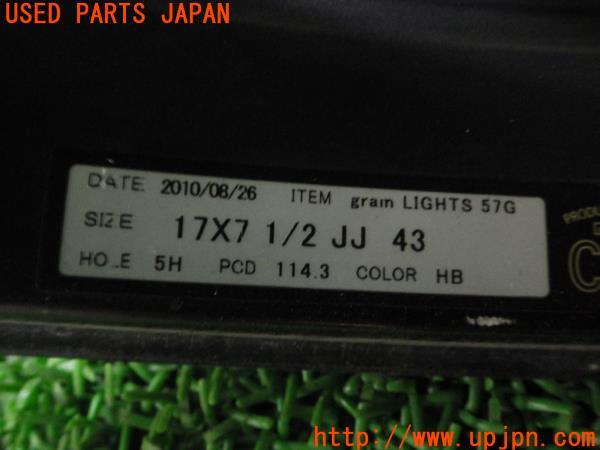 USED PARTS JAPAN
DATE 2010/08/26 ITEM gram LIGHTS 57G
SIZE 17X7 1/2 JJ 43
HOLE 5H PCD 114.3 COLOR HB
http://www.upjpn.com